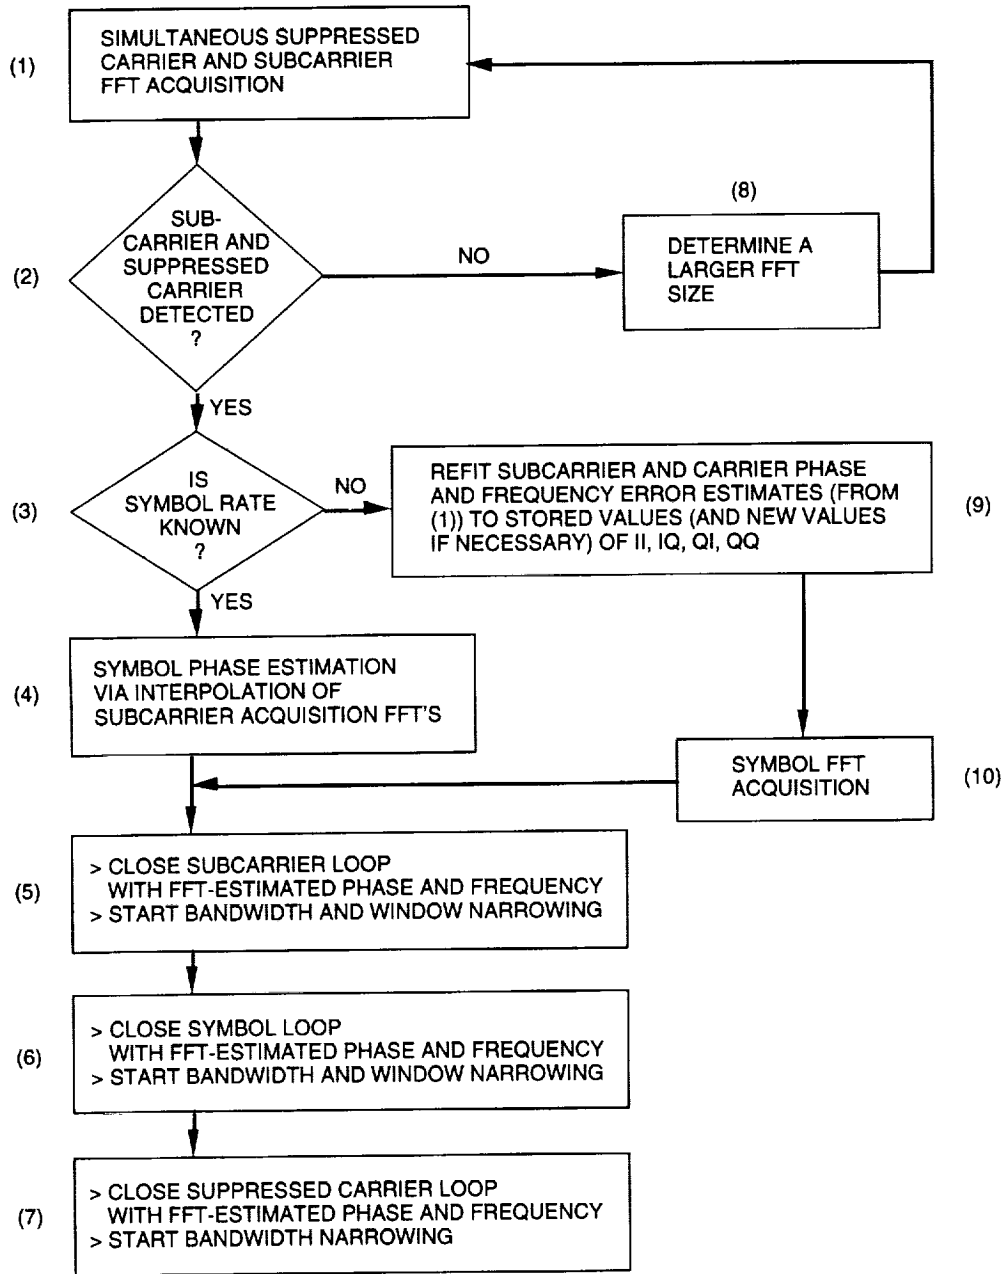 (1)
SIMULTANEOUS SUPPRESSED
CARRIER AND SUBCARRIER
FFT ACQUISITION
(2)
SUB-
CARRIER AND
SUPPRESSED
CARRIER
DETECTED
?
NO
(8)
DETERMINE A
LARGER FFT
SIZE
YES
(3)
IS
SYMBOL RATE
KNOWN
?
NO
REFIT SUBCARRIER AND CARRIER PHASE
AND FREQUENCY ERROR ESTIMATES (FROM
(1)) TO STORED VALUES (AND NEW VALUES
IF NECESSARY) OF II, IQ, QI, QQ
(9)
YES
(4)
SYMBOL PHASE ESTIMATION
VIA INTERPOLATION OF
SUBCARRIER ACQUISITION FFT'S
SYMBOL FFT
ACQUISITION
(10)
(5)
> CLOSE SUBCARRIER LOOP
WITH FFT-ESTIMATED PHASE AND FREQUENCY
> START BANDWIDTH AND WINDOW NARROWING
(6)
> CLOSE SYMBOL LOOP
WITH FFT-ESTIMATED PHASE AND FREQUENCY
> START BANDWIDTH AND WINDOW NARROWING
(7)
> CLOSE SUPPRESSED CARRIER LOOP
WITH FFT-ESTIMATED PHASE AND FREQUENCY
> START BANDWIDTH NARROWING